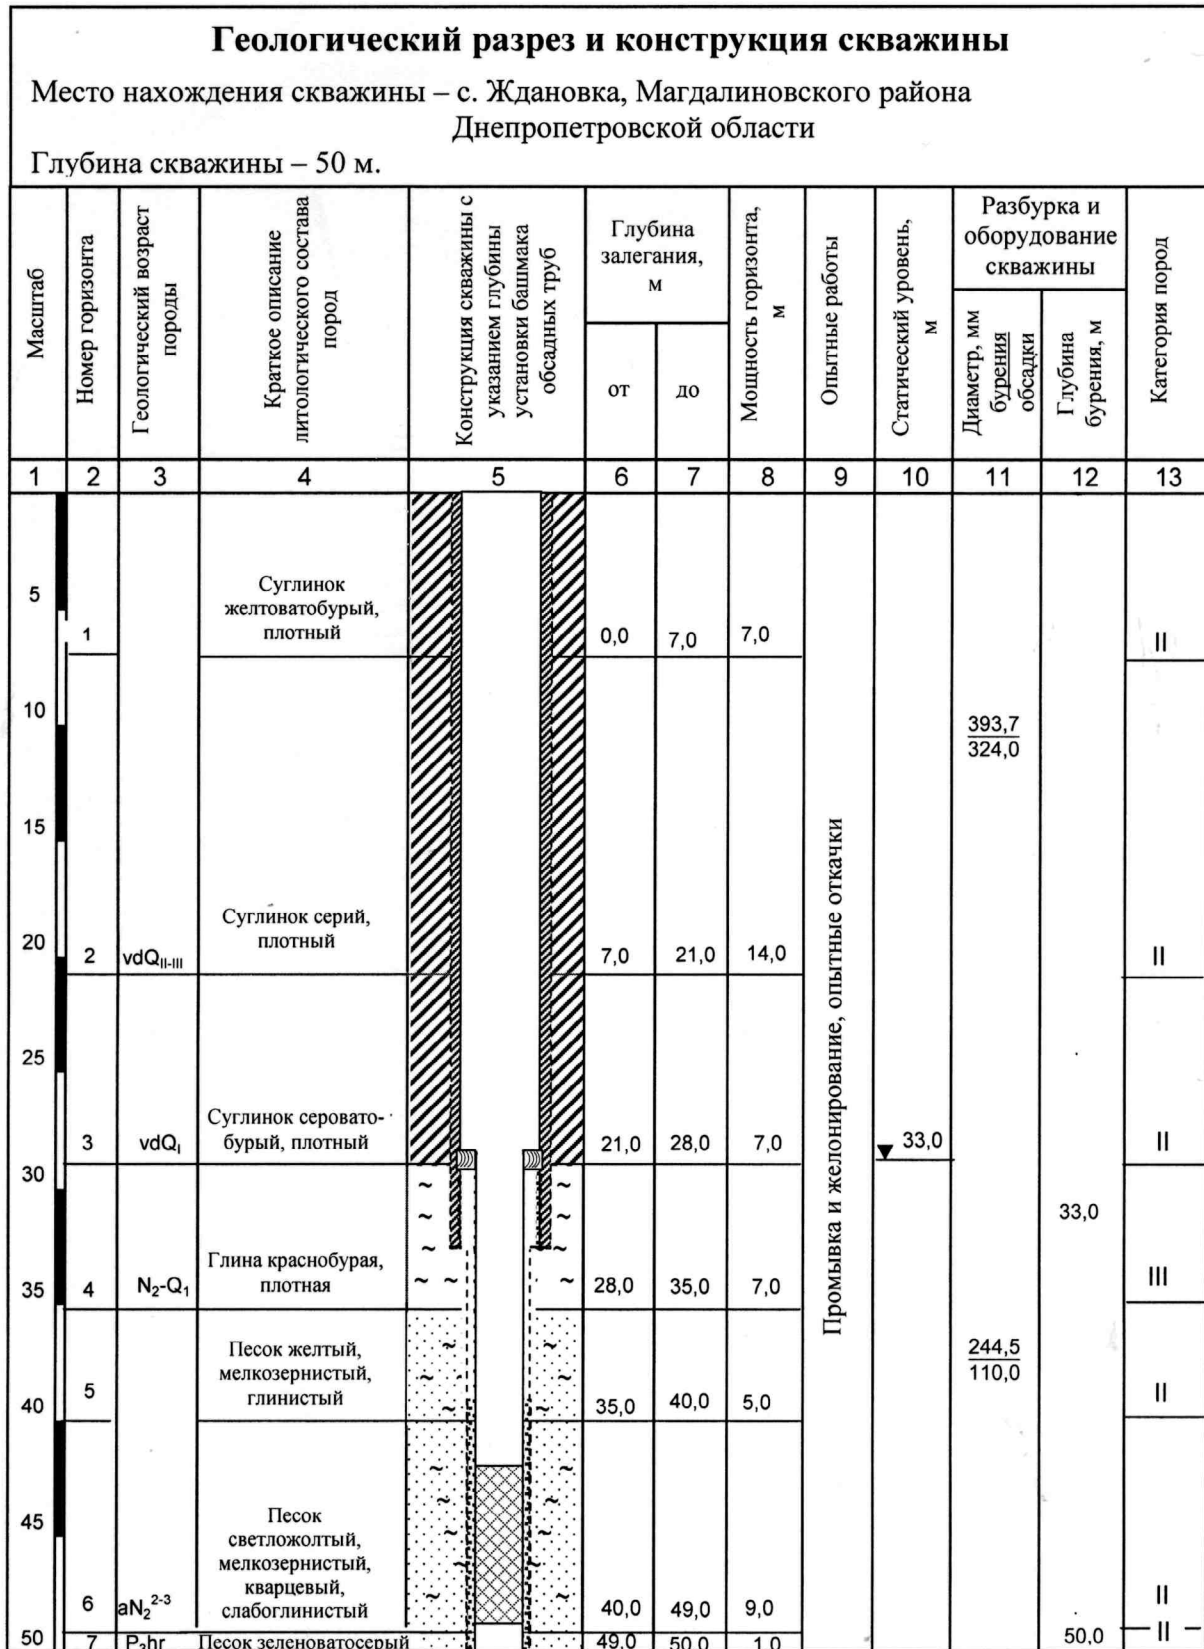 Геологический разрез и конструкция скважины
Место нахождения скважины – с. Ждановка, Магдалиновского района
Днепропетровской области
Глубина скважины – 50 м.
Масштаб
Номер горизонта
Геологический возраст
породы
Краткое описание
литологического состава
пород
Конструкция скважины с
указанием глубины
установки башмака
обсадных труб
Глубина
залегания,
м
от
до
Мощность горизонта,
м
Опытные работы
Статический уровень,
м
Разбурка и
оборудование
скважины
Диаметр, мм
бурения
обсадки
Глубина
бурения, м
Категория пород
1 2 3 4 5 6 7 8 9 10 11 12 13
5
Суглинок
желтоватобурый,
плотный
1 0,0 7,0 7,0 II
10
393,7
324,0
15
Суглинок серий,
плотный
20 2 vdQII-III 7,0 21,0 14,0 II
25
Суглинок серовато-
бурый, плотный
3 vdQI 21,0 28,0 7,0 33,0 II
30
33,0
Глина краснобурая,
плотная
35 4 N2-Q1 28,0 35,0 7,0 III
Промывка и желонирование, опытные откачки
Песок желтый,
мелкозернистый,
глинистый
244,5
110,0
40 5 35,0 40,0 5,0 II
45
Песок
светложолтый,
мелкозернистый,
кварцевый,
слабоглинистый
6 aN2²⁻³ 40,0 49,0 9,0 II
50 7 P3hr Песок зеленоватосерый 49,0 50,0 1,0 50,0 II